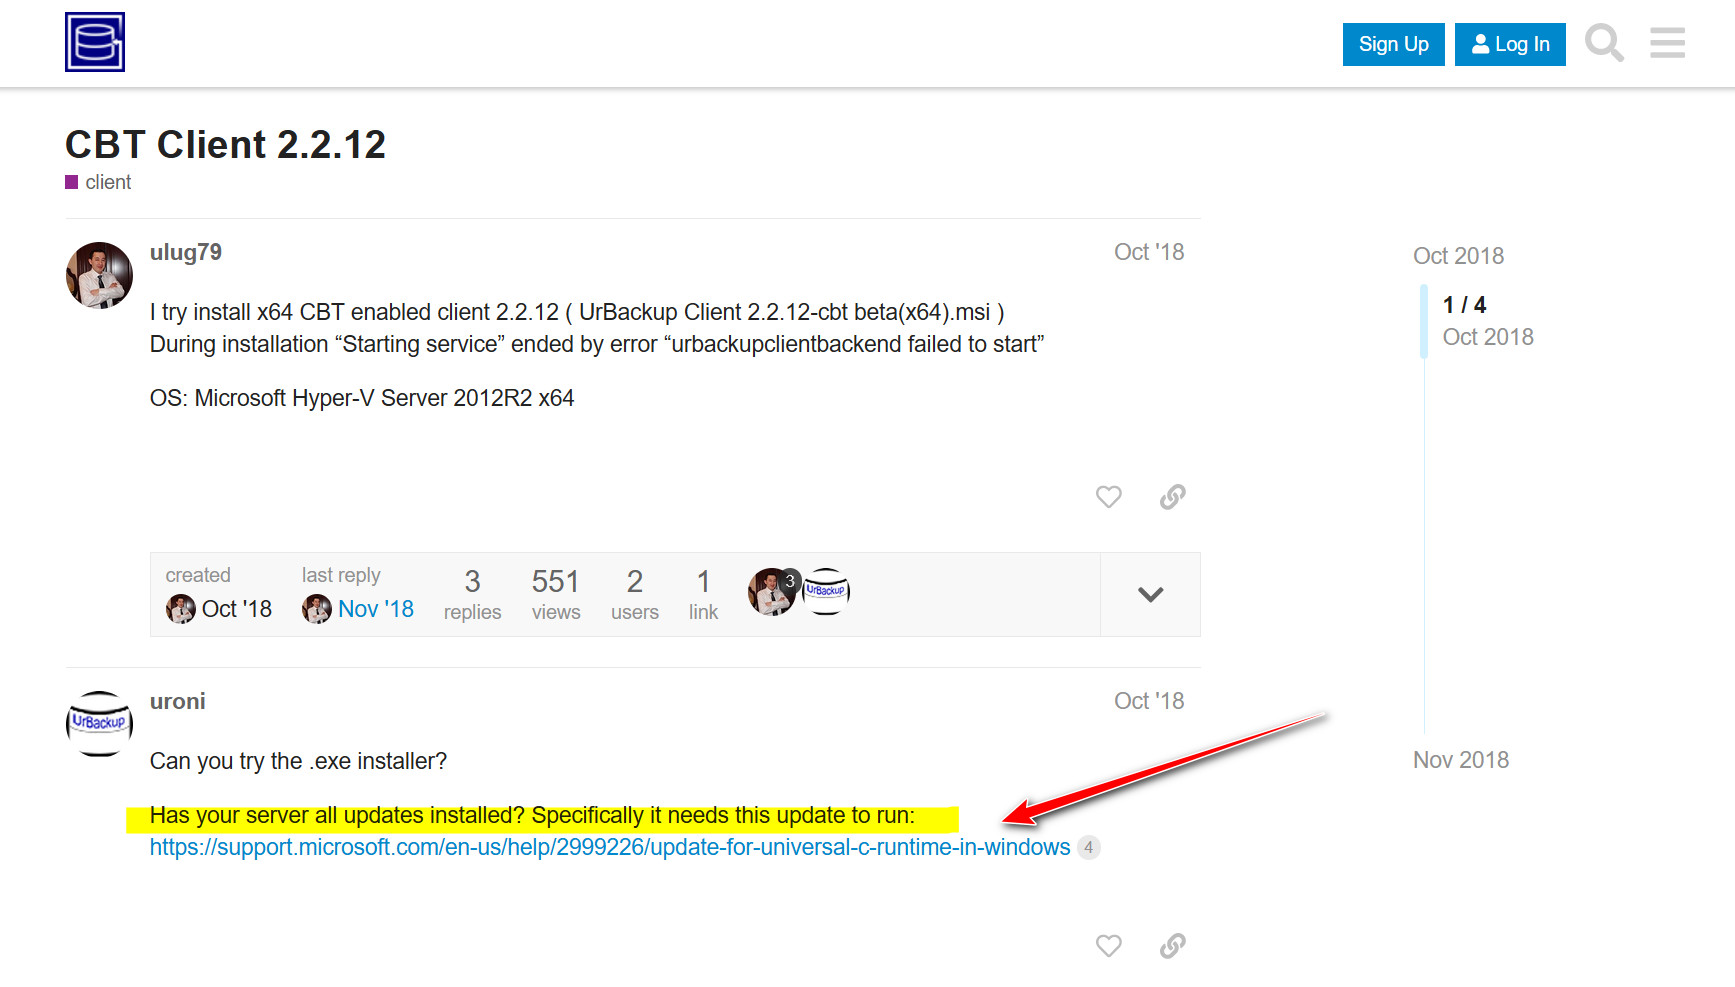 Sign Up
Log In
CBT Client 2.2.12
client
ulug79
Oct '18
I try install x64 CBT enabled client 2.2.12 ( UrBackup Client 2.2.12-cbt beta(x64).msi )
During installation “Starting service” ended by error “urbackupclientbackend failed to start”
OS: Microsoft Hyper-V Server 2012R2 x64
Oct 2018
1 / 4
Oct 2018
Nov 2018
created
Oct '18
last reply
Nov '18
3
replies
551
views
2
users
1
link
3
UrBackup
UrBackup
uroni
Oct '18
Can you try the .exe installer?
Has your server all updates installed? Specifically it needs this update to run:
https://support.microsoft.com/en-us/help/2999226/update-for-universal-c-runtime-in-windows 4